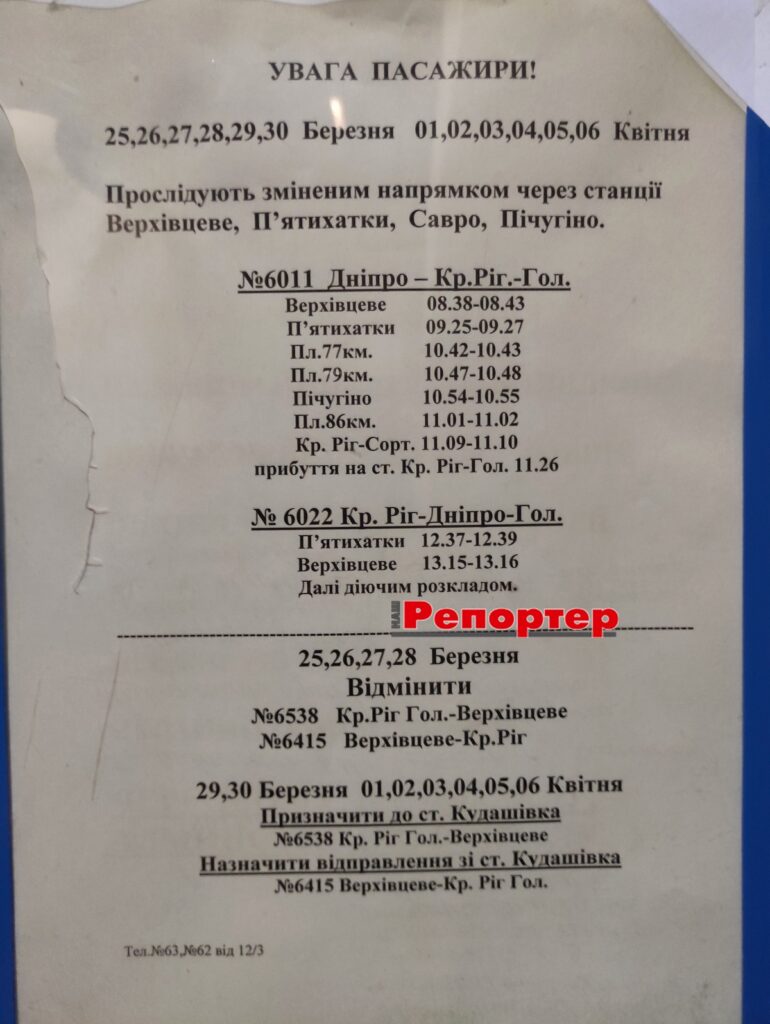 УВАГА ПАСАЖИРИ!
25,26,27,28,29,30 Березня 01,02,03,04,05,06 Квітня
Прослідують зміненим напрямком через станції
Верхівцеве, П’ятихатки, Савро, Пічугіно.
№6011 Дніпро – Кр.Ріг.-Гол.
Верхівцеве 08.38-08.43
П’ятихатки 09.25-09.27
Пл.77км. 10.42-10.43
Пл.79км. 10.47-10.48
Пічугіно 10.54-10.55
Пл.86км. 11.01-11.02
Кр. Ріг-Сорт. 11.09-11.10
прибуття на ст. Кр. Ріг-Гол. 11.26
№ 6022 Кр. Ріг-Дніпро-Гол.
П’ятихатки 12.37-12.39
Верхівцеве 13.15-13.16
Далі діючим розкладом.
НАШ Репортер
25,26,27,28 Березня
Відмінити
№6538 Кр.Ріг Гол.-Верхівцеве
№6415 Верхівцеве-Кр.Ріг
29,30 Березня 01,02,03,04,05,06 Квітня
Призначити до ст. Кудашівка
№6538 Кр. Ріг Гол.-Верхівцеве
Назначити відправлення зі ст. Кудашівка
№6415 Верхівцеве-Кр. Ріг Гол.
Тел.№63,№62 від 12/3